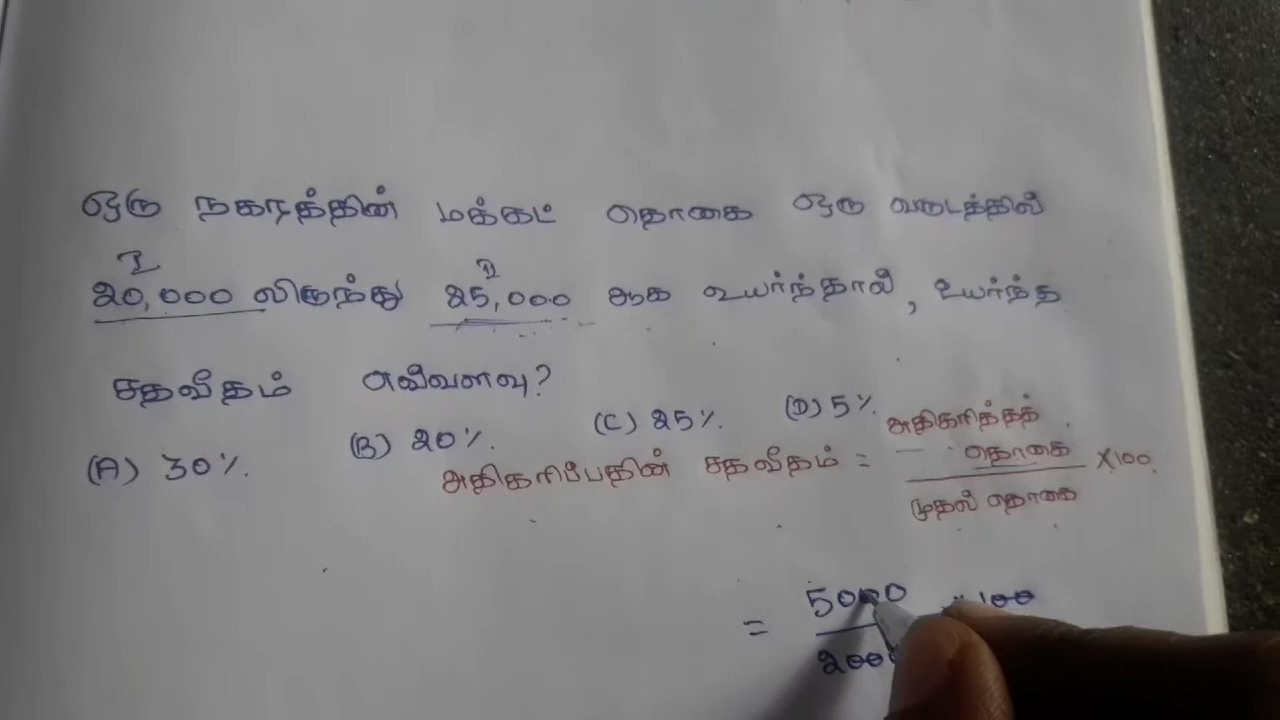 ஒரு நகரத்தின் மக்கட் தொகை ஒரு வருடத்தில்
I II
20,000 லிருந்து 25,000 ஆக உயர்ந்தால், உயர்ந்த
சதவீதம் எவ்வளவு?
(A) 30%. (B) 20%. (C) 25%. (D) 5%.
அதிகரிப்பதின் சதவீதம் = அதிகரித்தத் தொகை
முதல் தொகை
×100
= 5000
×100